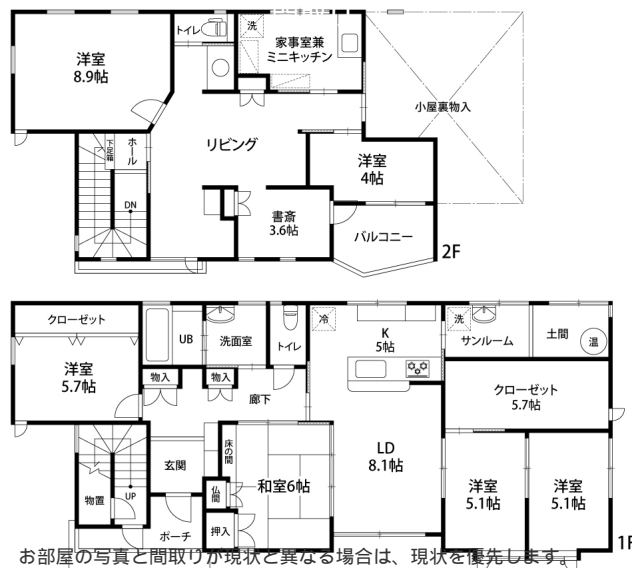 トイレ
洗
家事室兼
ミニキッチン
洋室
8.9帖
小屋裏物入
下足箱
ホール
リビング
洋室
4帖
DN
書斎
3.6帖
バルコニー
2F
クローゼット
UB
洗面室
トイレ
冷
K
5帖
洗
サンルーム
土間
温
洋室
5.7帖
物入
物入
廊下
クローゼット
5.7帖
LD
8.1帖
床の間
玄関
和室6帖
洋室
5.1帖
洋室
5.1帖
物置
UP
仏間
押入
ポーチ
1F
お部屋の写真と間取りが現状と異なる場合は、現状を優先します。